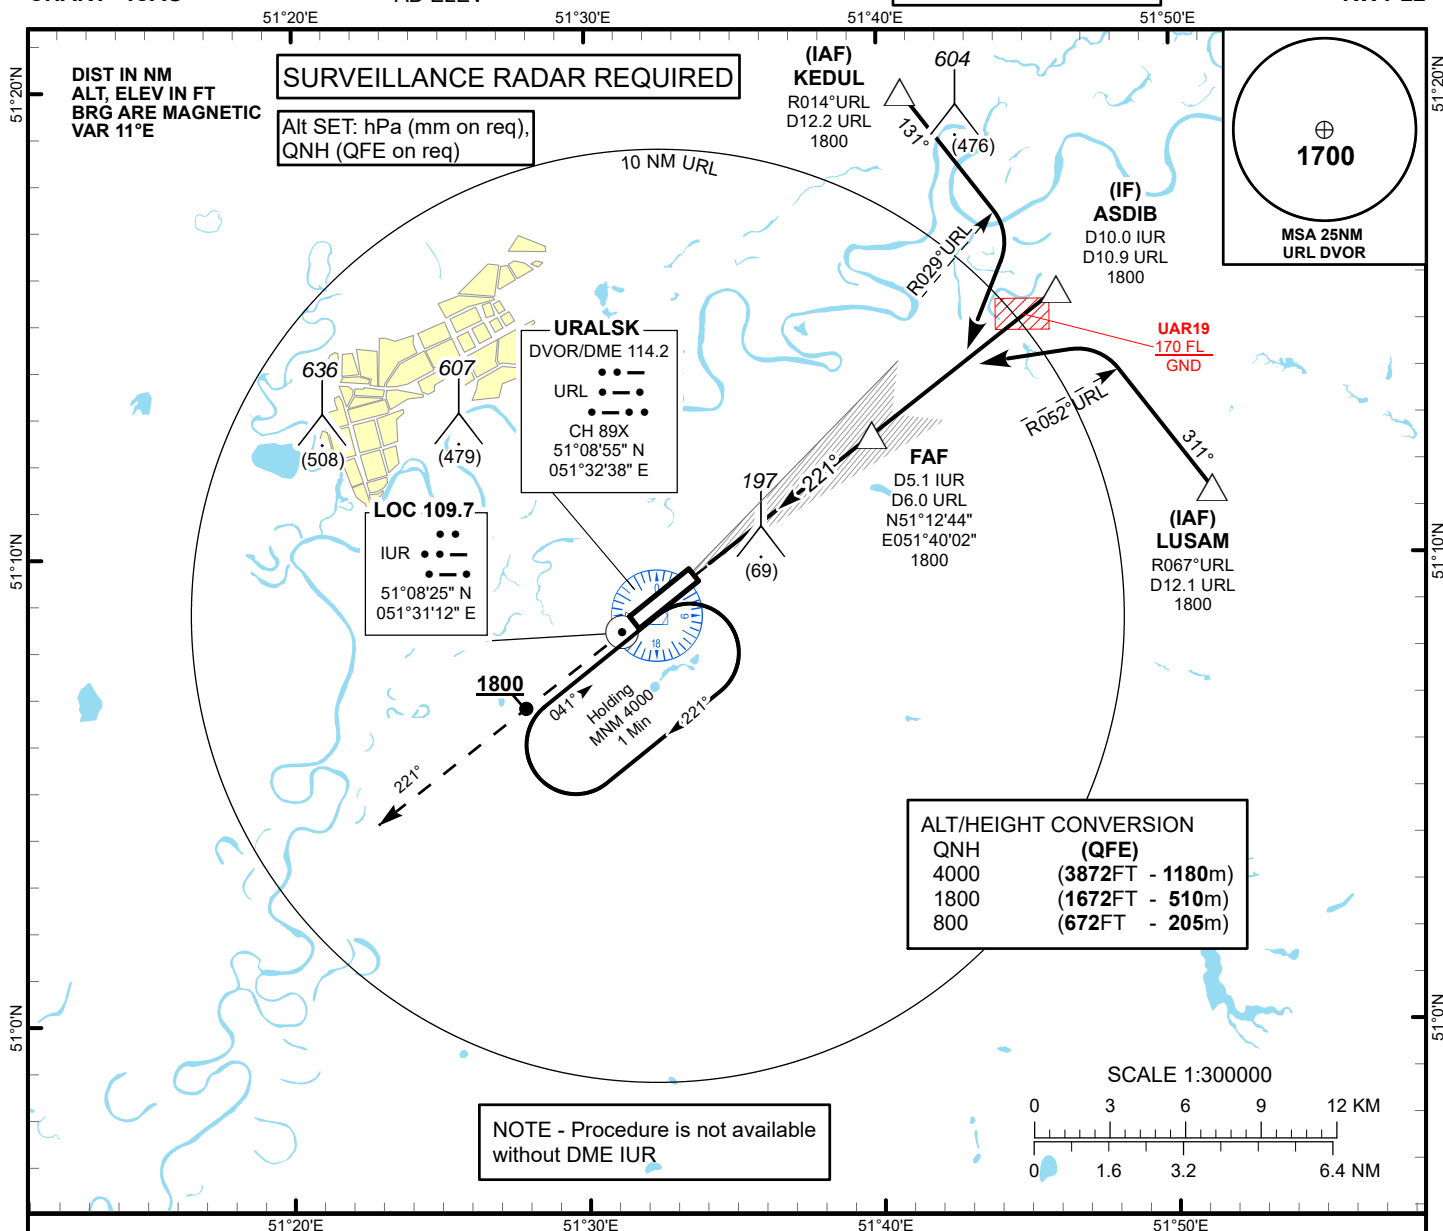 51°20'E
51°30'E
51°40'E
51°50'E
51°20'N
51°10'N
51°0'N
DIST IN NM
ALT, ELEV IN FT
BRG ARE MAGNETIC
VAR 11°E
SURVEILLANCE RADAR REQUIRED
Alt SET: hPa (mm on req),
QNH (QFE on req)
10 NM URL
(IAF)
KEDUL
R014°URL
D12.2 URL
1800
604
(476)
131°
R029°URL
(IF)
ASDIB
D10.0 IUR
D10.9 URL
1800
1700
MSA 25NM
URL DVOR
UAR19
170 FL
GND
R052°URL
311°
(IAF)
LUSAM
R067°URL
D12.1 URL
1800
636
(508)
607
(479)
URALSK
DVOR/DME 114.2
URL
CH 89X
51°08'55" N
051°32'38" E
LOC 109.7
IUR
51°08'25" N
051°31'12" E
197
(69)
221°
FAF
D5.1 IUR
D6.0 URL
N51°12'44"
E051°40'02"
1800
0
6
18
1800
041°
Holding
MNM 4000
1 Min
221°
221°
ALT/HEIGHT CONVERSION
QNH (QFE)
4000 (3872FT - 1180m)
1800 (1672FT - 510m)
800 (672FT - 205m)
NOTE - Procedure is not available
without DME IUR
SCALE 1:300000
0 3 6 9 12 KM
0 1.6 3.2 6.4 NM
51°20'N
51°10'N
51°0'N
51°20'E
51°30'E
51°40'E
51°50'E